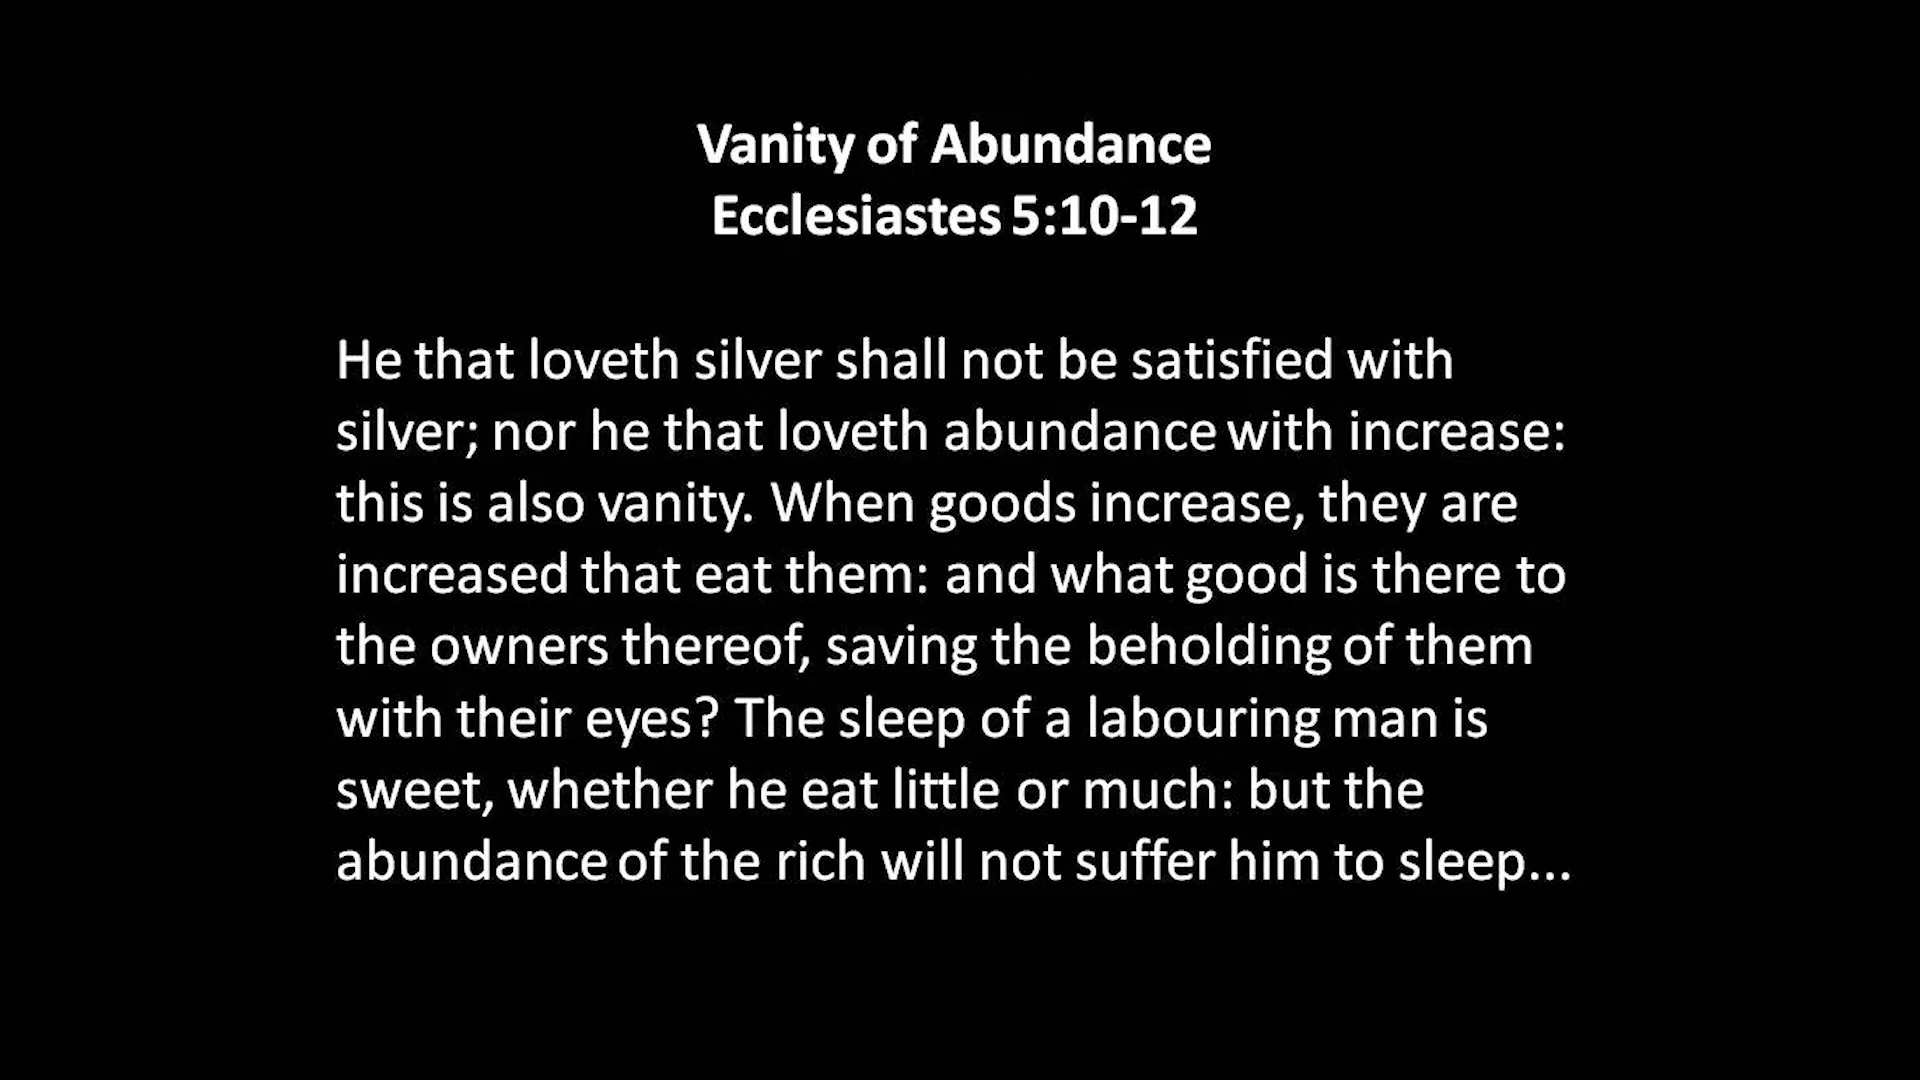 Vanity of Abundance
Ecclesiastes 5:10-12
He that loveth silver shall not be satisfied with
silver; nor he that loveth abundance with increase:
this is also vanity. When goods increase, they are
increased that eat them: and what good is there to
the owners thereof, saving the beholding of them
with their eyes? The sleep of a labouring man is
sweet, whether he eat little or much: but the
abundance of the rich will not suffer him to sleep...